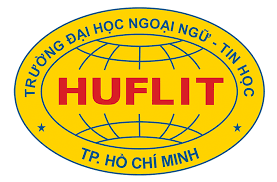 TRƯỜNG ĐẠI HỌC NGOẠI NGỮ - TIN HỌC
HUFLIT
TP. HỒ CHÍ MINH